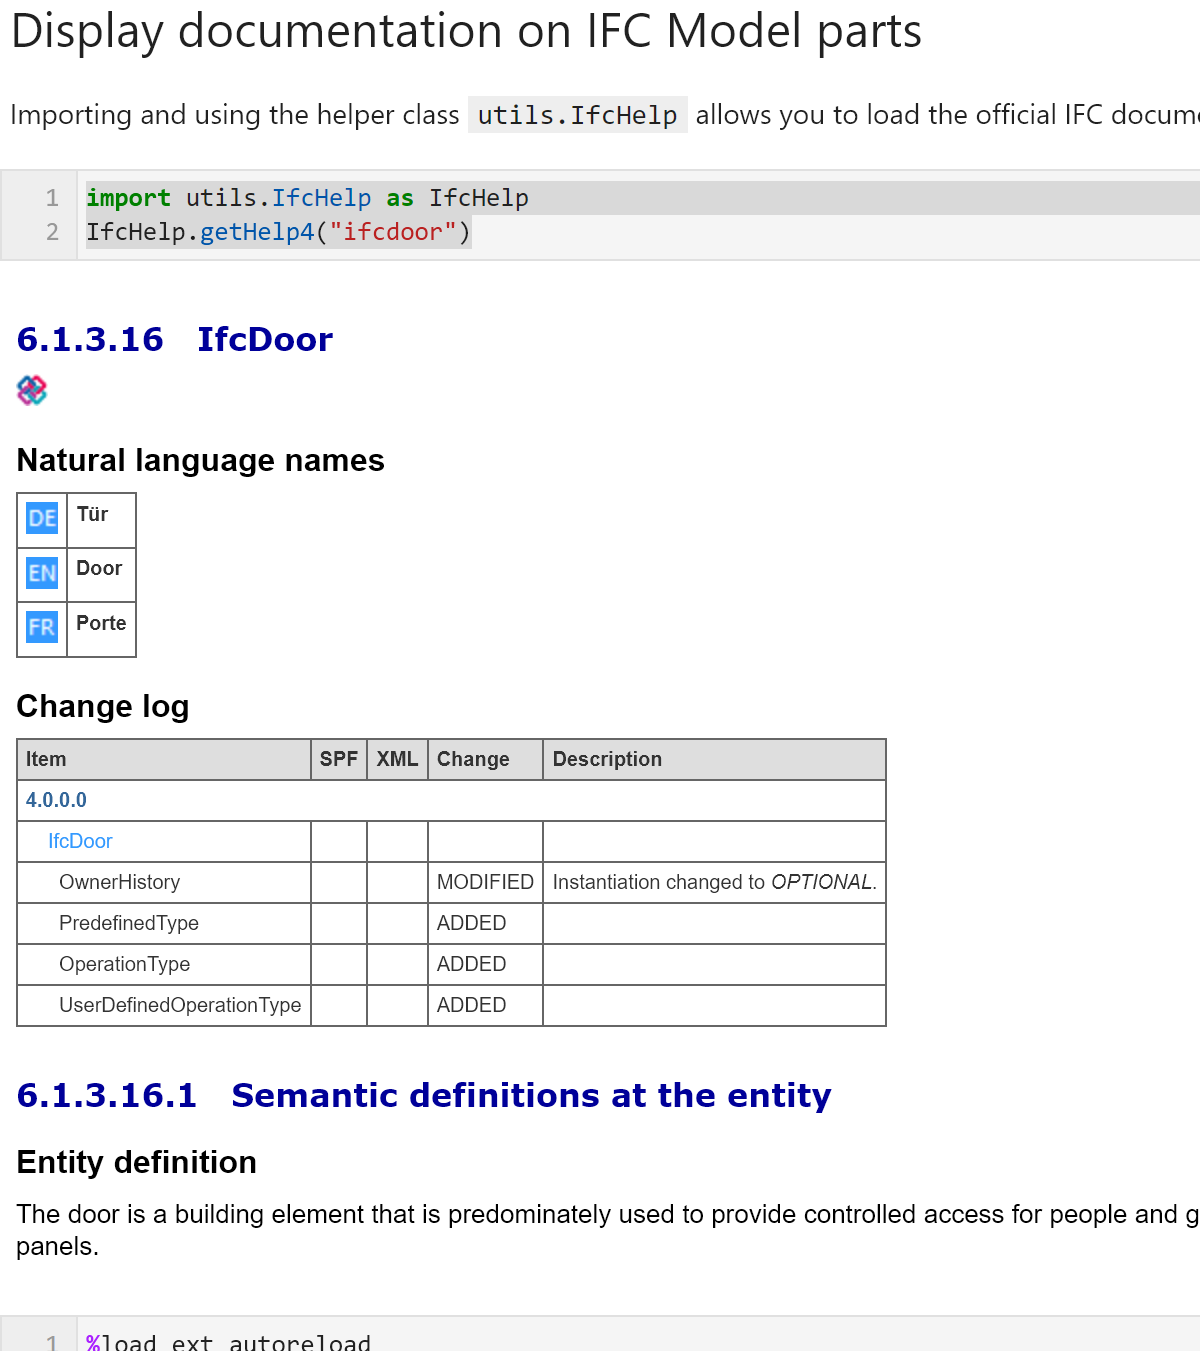 Display documentation on IFC Model parts
Importing and using the helper class utils.IfcHelp allows you to load the official IFC
1 import utils.IfcHelp as IfcHelp
2 IfcHelp.getHelp4("ifcdoor")
6.1.3.16 IfcDoor
Natural language names
DE Tür
EN Door
FR Porte
Change log
Item SPF XML Change Description
4.0.0.0
IfcDoor
OwnerHistory MODIFIED Instantiation changed to OPTIONAL.
PredefinedType ADDED
OperationType ADDED
UserDefinedOperationType ADDED
6.1.3.16.1 Semantic definitions at the entity
Entity definition
The door is a building element that is predominately used to provide controlled access for people and
panels.
1 %load_ext autoreload